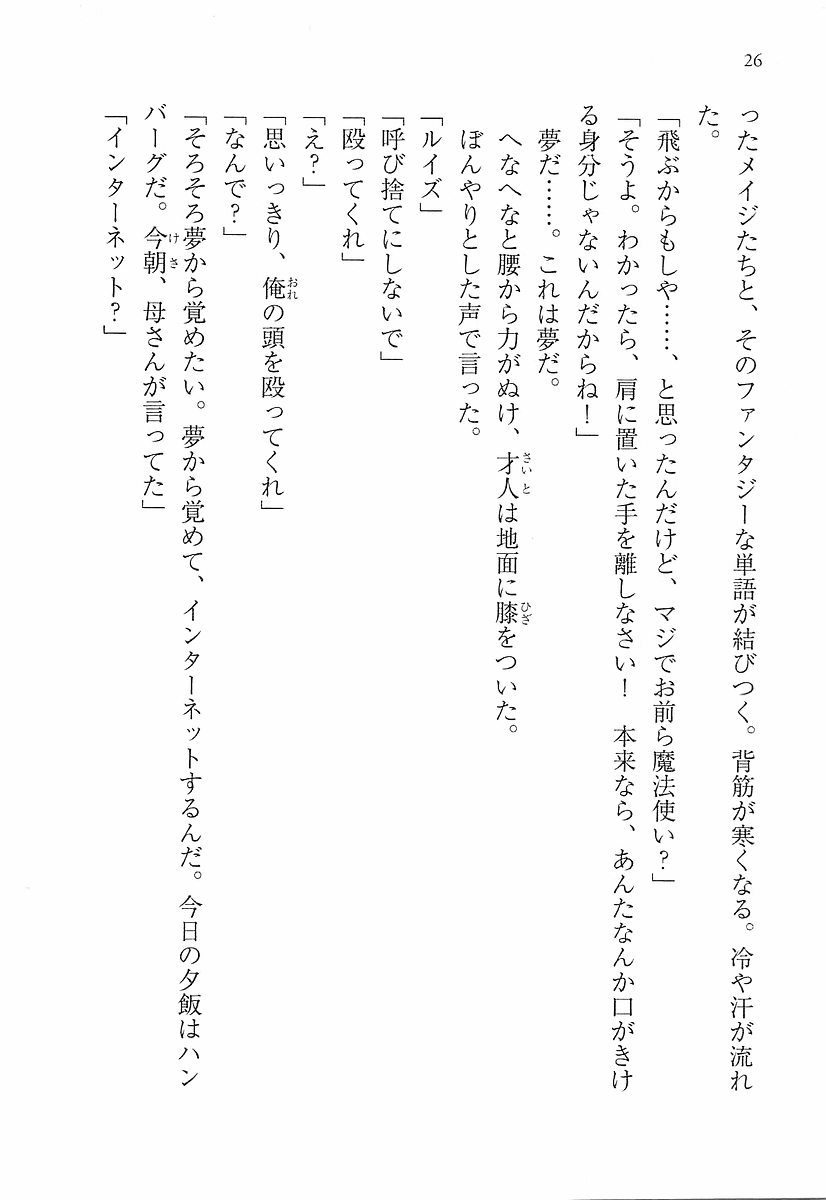 26
ったメイジたちと、そのファンタジーな単語が結びつく。背筋が寒くなる。冷や汗が流れ
た。
「飛ぶからもしや……、と思ったんだけど、マジでお前ら魔法使い?」
「そうよ。わかったら、肩に置いた手を離しなさい! 本来なら、あんたなんか口がきけ
る身分じゃないんだからね!」
夢だ……。これは夢だ。
へなへなと腰から力がぬけ、才人は地面に膝をついた。
ぼんやりとした声で言った。
「ルイズ」
「呼び捨てにしないで」
「殴ってくれ」
「え?」
「思いっきり、俺の頭を殴ってくれ」
「なんで?」
「そろそろ夢から覚めたい。夢から覚めて、インターネットするんだ。今日の夕飯はハン
バーグだ。今朝、母さんが言ってた」
「インターネット?」